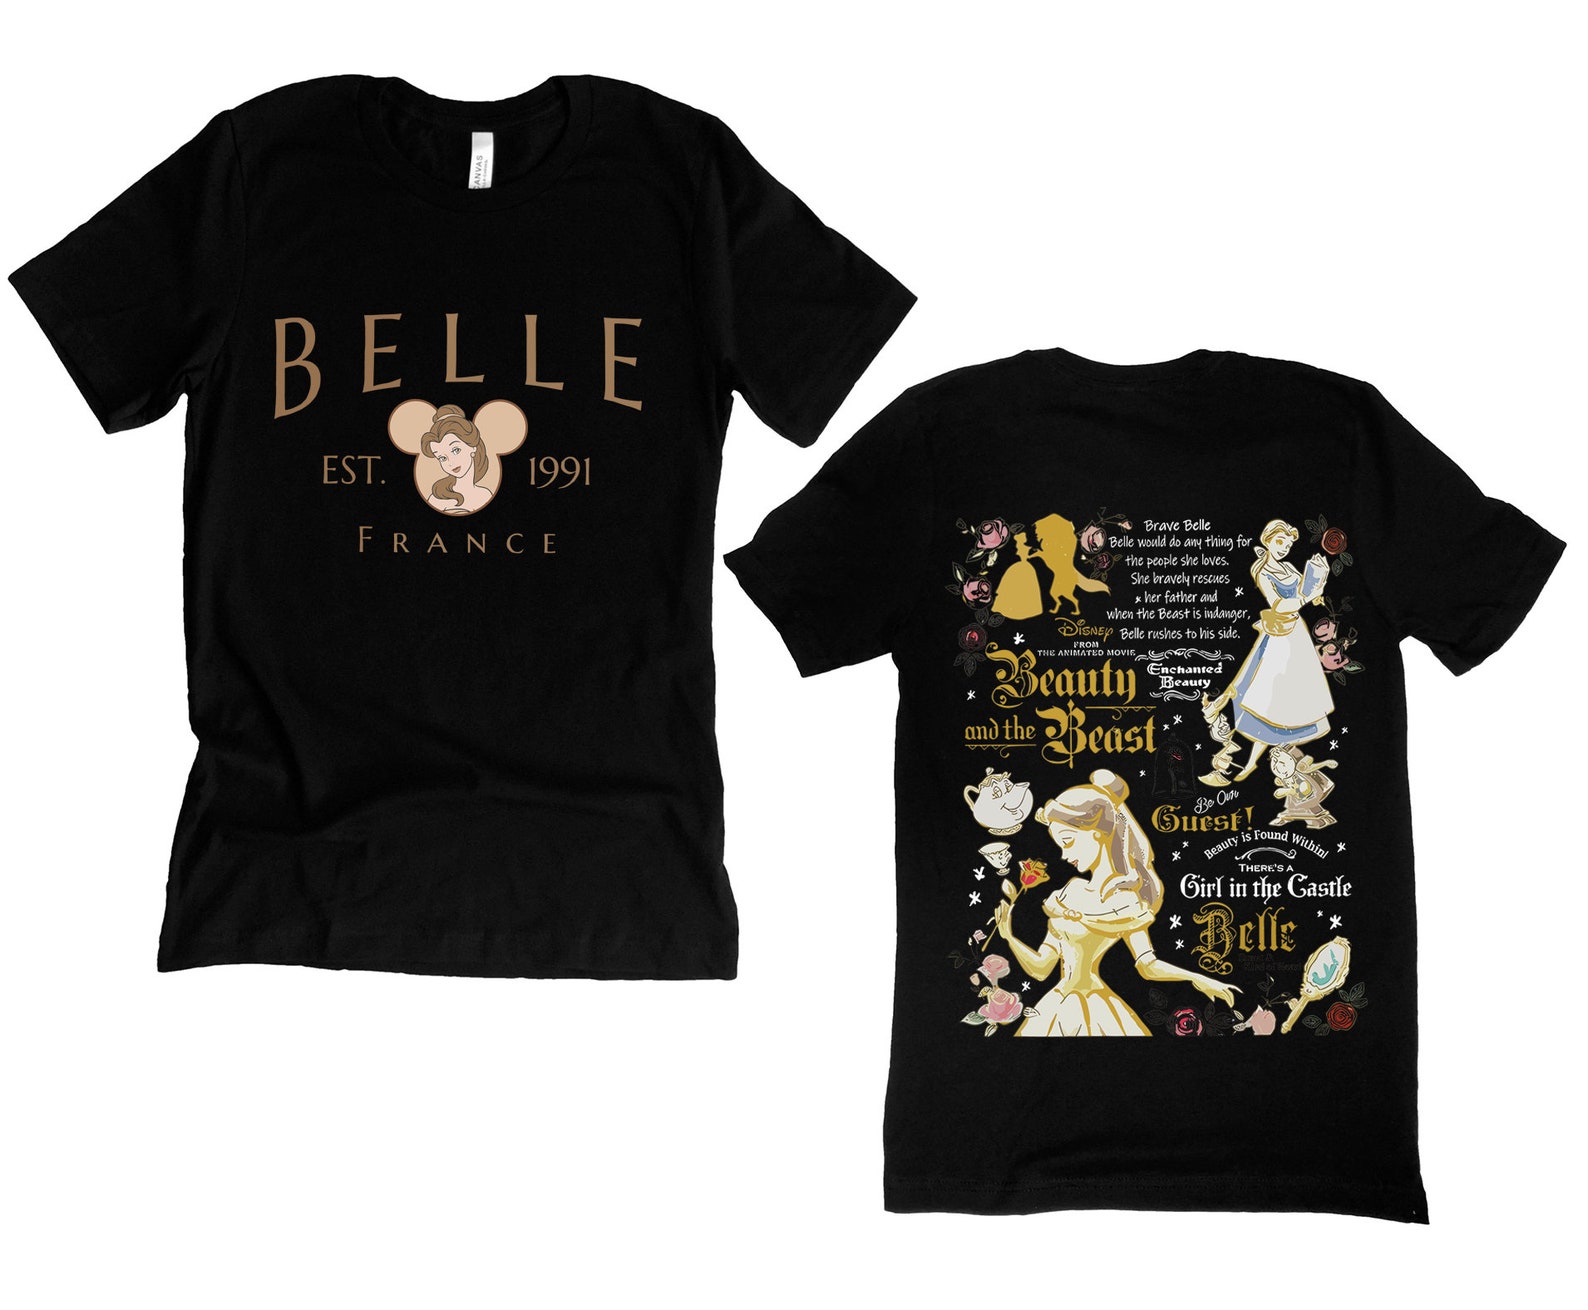 CANVAS
BELLE
EST. 1991
FRANCE
Brave Belle
Belle would do any thing for
the people she loves.
She bravely rescues
her father and
when the Beast is indanger,
Belle rushes to his side.
Disney
FROM
THE ANIMATED MOVIE
Beauty
and the Beast
Enchanted
Beauty
Be Our
Guest!
Beauty is Found Within!
THERE'S A
Girl in the Castle
Belle